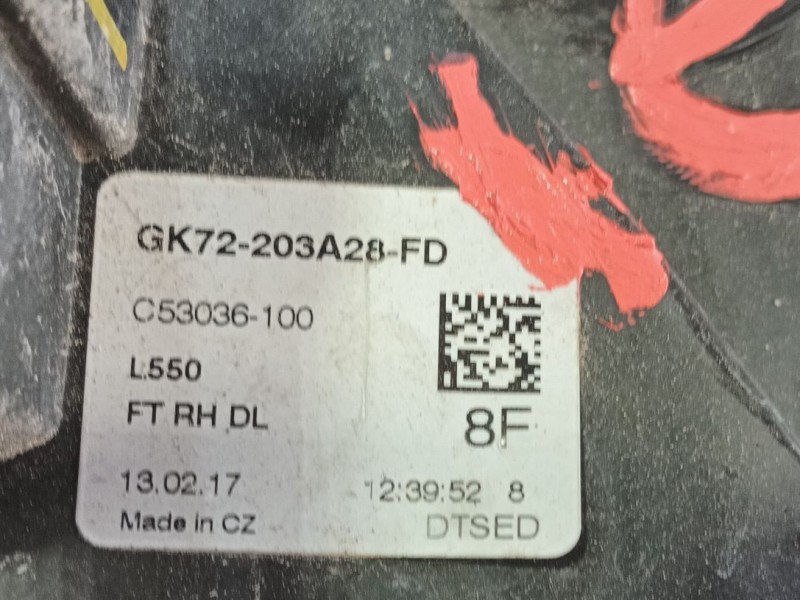 GK72-203A28-FD
C53036-100
L550
FT RH DL
8F
13.02.17 12:39:52 8
Made in CZ DTSED